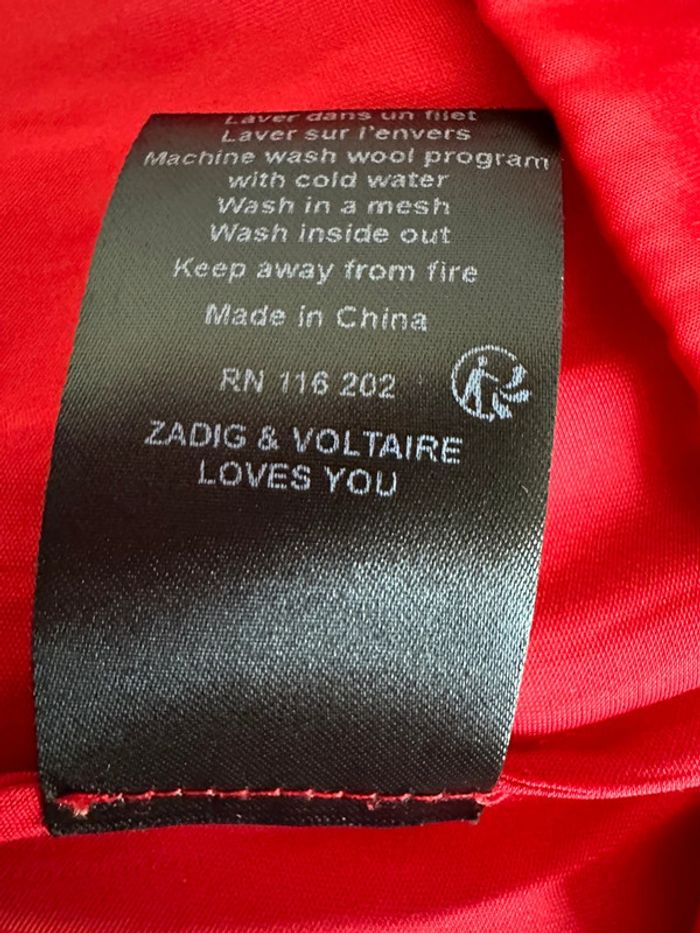 Laver dans un filet
Laver sur l'envers
Machine wash wool program
with cold water
Wash in a mesh
Wash inside out
Keep away from fire
Made in China
RN 116 202
ZADIG & VOLTAIRE
LOVES YOU